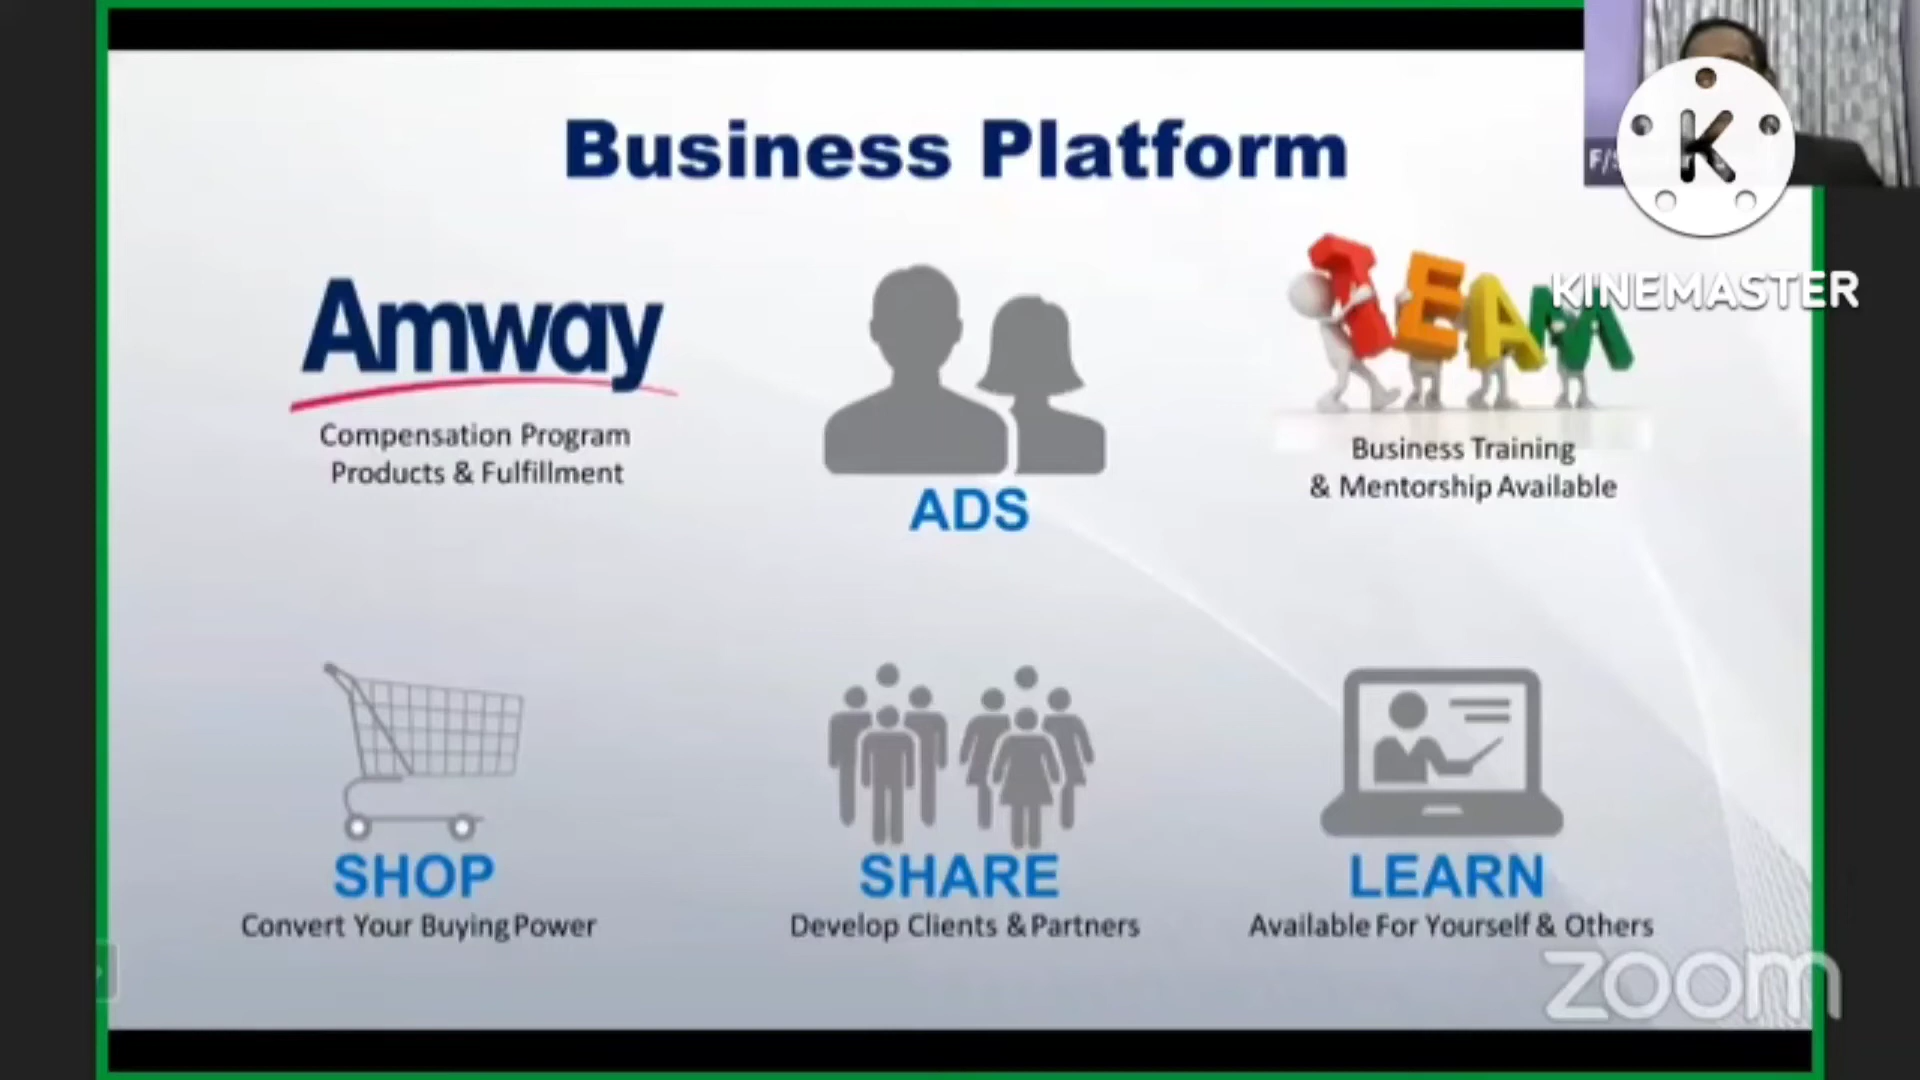 Business Platform
F/
K
KINEMASTER
Amway
Compensation Program
Products & Fulfillment
ADS
TEAM
Business Training
& Mentorship Available
SHOP
Convert Your Buying Power
SHARE
Develop Clients & Partners
LEARN
Available For Yourself & Others
zoom